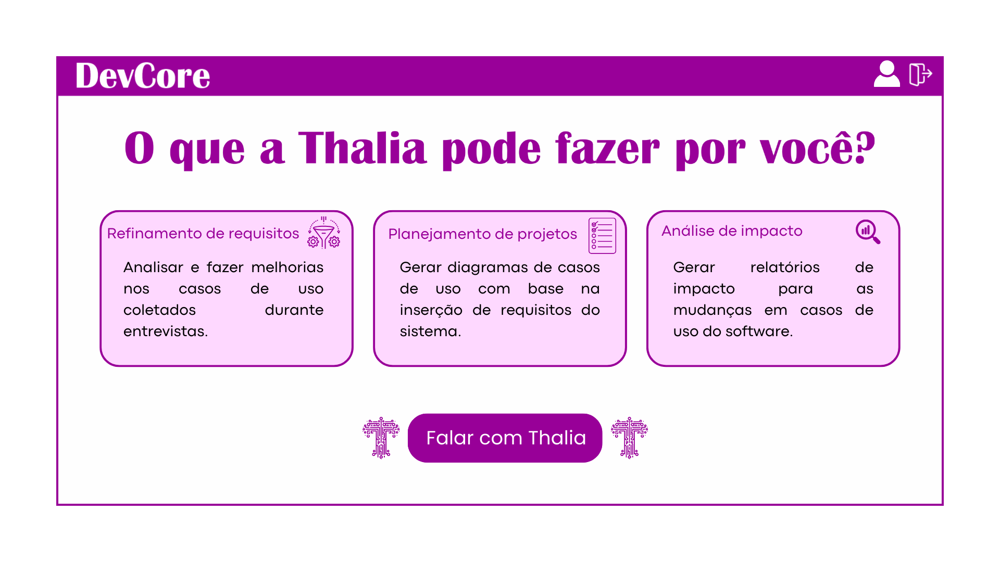 DevCore
O que a Thalia pode fazer por você?
Refinamento de requisitos
Analisar e fazer melhorias
nos casos de uso
coletados durante
entrevistas.
Planejamento de projetos
Gerar diagramas de casos
de uso com base na
inserção de requisitos do
sistema.
Análise de impacto
Gerar relatórios de
impacto para as
mudanças em casos de
uso do software.
Falar com Thalia